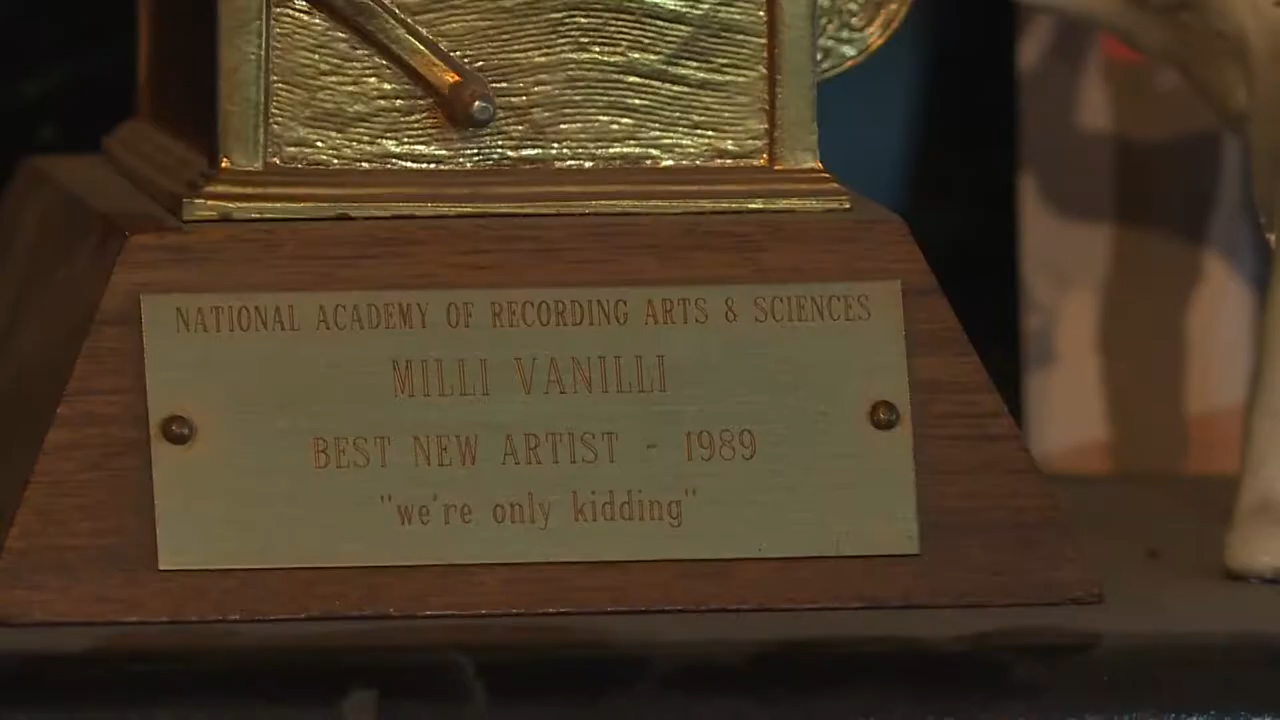 NATIONAL ACADEMY OF RECORDING ARTS & SCIENCES
MILLI VANILLI
BEST NEW ARTIST - 1989
"we're only kidding"